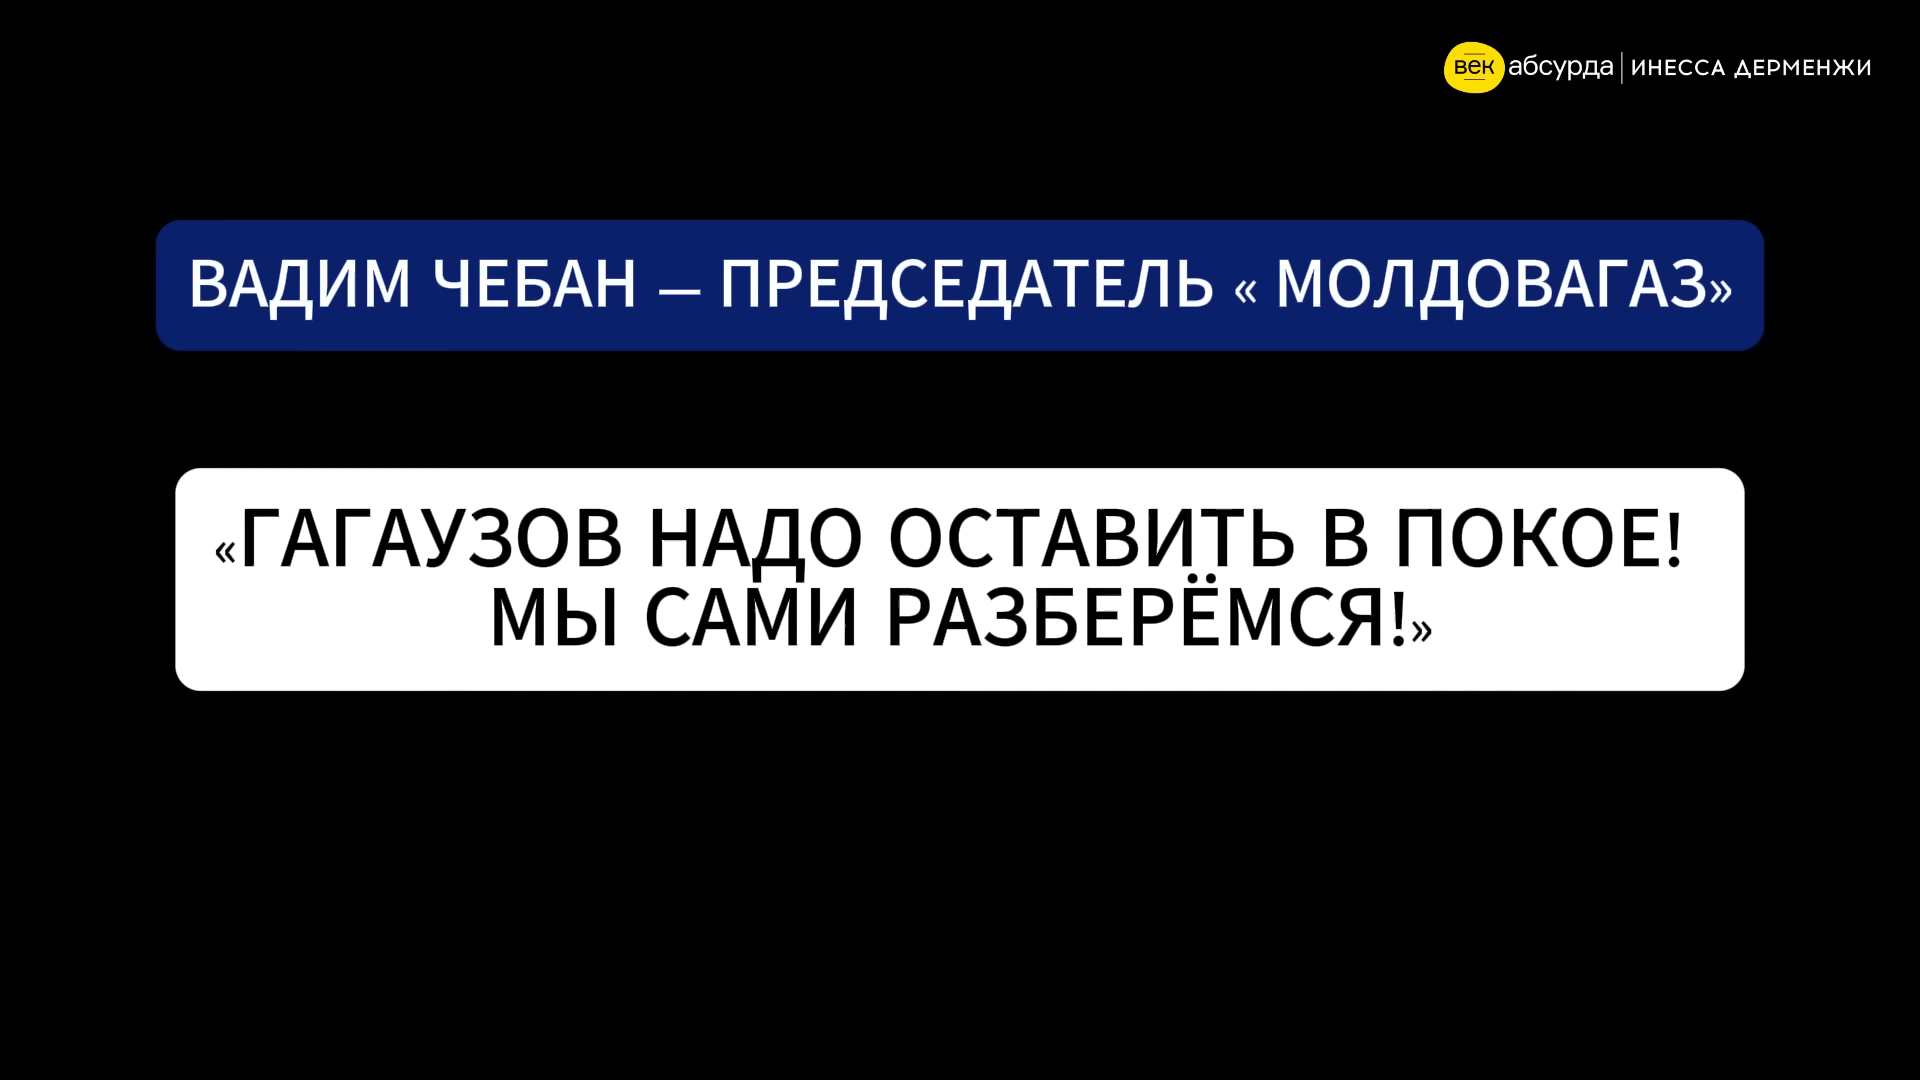 век абсурда | ИНЕССА ДЕРМЕНЖИ
ВАДИМ ЧЕБАН — ПРЕДСЕДАТЕЛЬ « МОЛДОВАГАЗ»
«ГАГАУЗОВ НАДО ОСТАВИТЬ В ПОКОЕ!
МЫ САМИ РАЗБЕРЁМСЯ!»